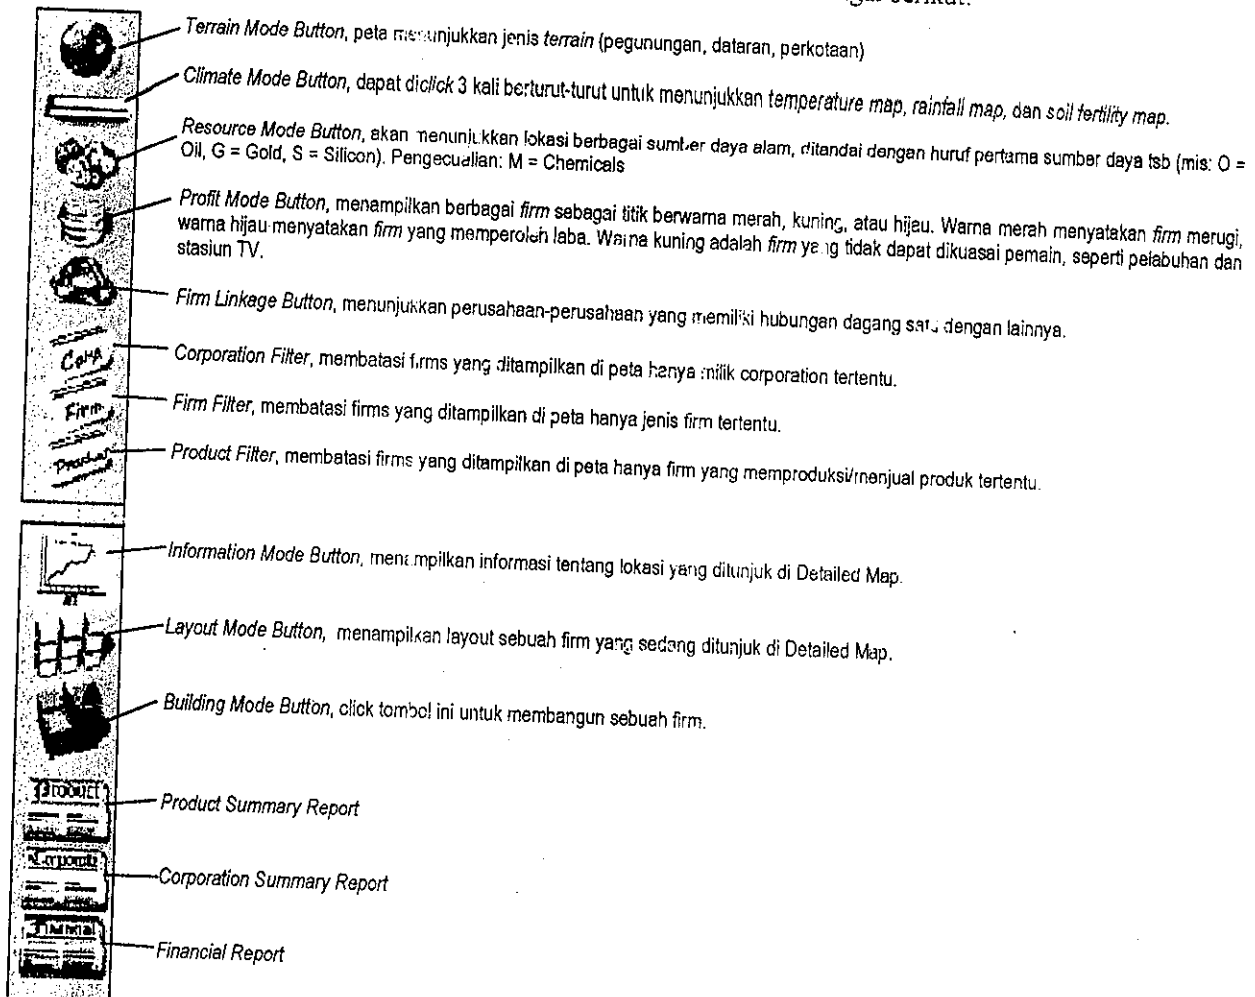 berikut:
Terrain Mode Button, peta menunjukkan jenis terrain (pegunungan, dataran, perkotaan)
Climate Mode Button, dapat diclick 3 kali berturut-turut untuk menunjukkan temperature map, rainfall map, dan soil fertility map.
Resource Mode Button, akan menunjukkan lokasi berbagai sumber daya alam, ditandai dengan huruf pertama sumber daya tsb (mis: O =
Oil, G = Gold, S = Silicon). Pengecualian: M = Chemicals
Profit Mode Button, menampilkan berbagai firm sebagai titik berwarna merah, kuning, atau hijau. Warna merah menyatakan firm merugi,
warna hijau menyatakan firm yang memperoleh laba. Warna kuning adalah firm yang tidak dapat dikuasai pemain, seperti pelabuhan dan
stasiun TV.
Firm Linkage Button, menunjukkan perusahaan-perusahaan yang memiliki hubungan dagang satu dengan lainnya.
Corp
Corporation Filter, membatasi firms yang ditampilkan di peta hanya milik corporation tertentu.
Firm
Firm Filter, membatasi firms yang ditampilkan di peta hanya jenis firm tertentu.
Product
Product Filter, membatasi firms yang ditampilkan di peta hanya firm yang memproduksi/menjual produk tertentu.
Information Mode Button, menampilkan informasi tentang lokasi yang ditunjuk di Detailed Map.
Layout Mode Button, menampilkan layout sebuah firm yang sedang ditunjuk di Detailed Map.
Building Mode Button, click tombol ini untuk membangun sebuah firm.
Product
Product Summary Report
Corporation Summary Report
Financial
Financial Report